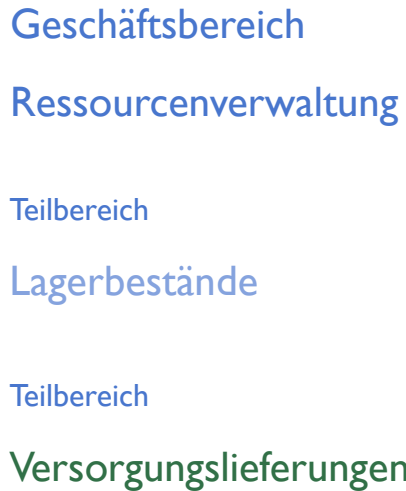 Geschäftsbereich
Ressourcenverwaltung
Teilbereich
Lagerbestände
Teilbereich
Versorgungslieferungen